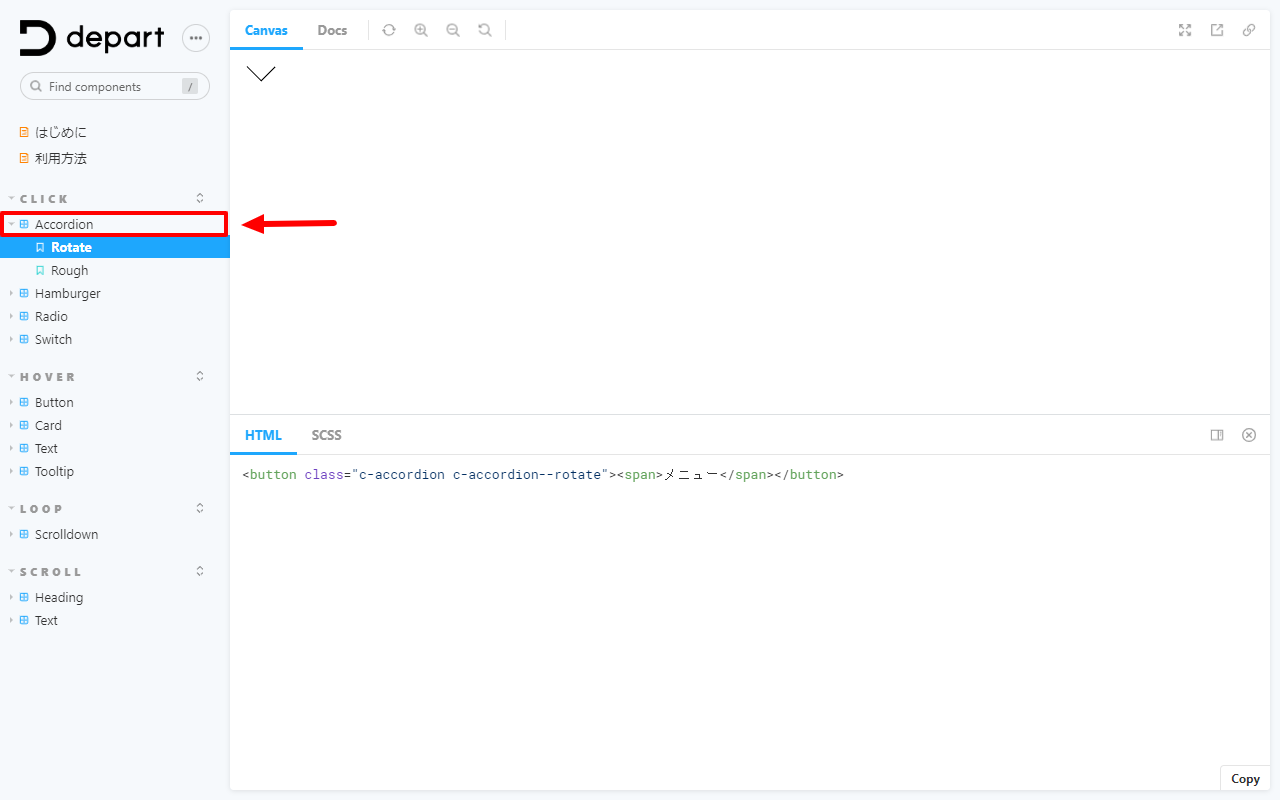 depart
Find components /
はじめに
利用方法
CLICK
Accordion
Rotate
Rough
Hamburger
Radio
Switch
HOVER
Button
Card
Text
Tooltip
LOOP
Scrolldown
SCROLL
Heading
Text
Canvas Docs
HTML SCSS
<button class="c-accordion c-accordion--rotate"><span>メニュー</span></button>
Copy